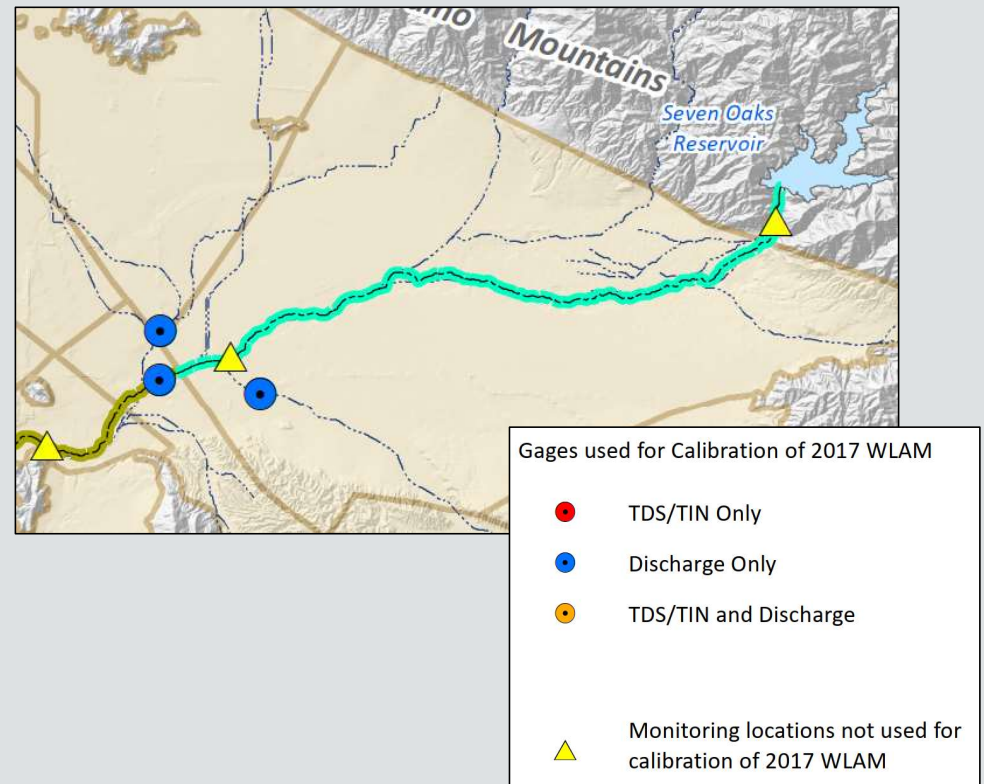 Mountains
Seven Oaks
Reservoir
Gages used for Calibration of 2017 WLAM
TDS/TIN Only
Discharge Only
TDS/TIN and Discharge
Monitoring locations not used for
calibration of 2017 WLAM